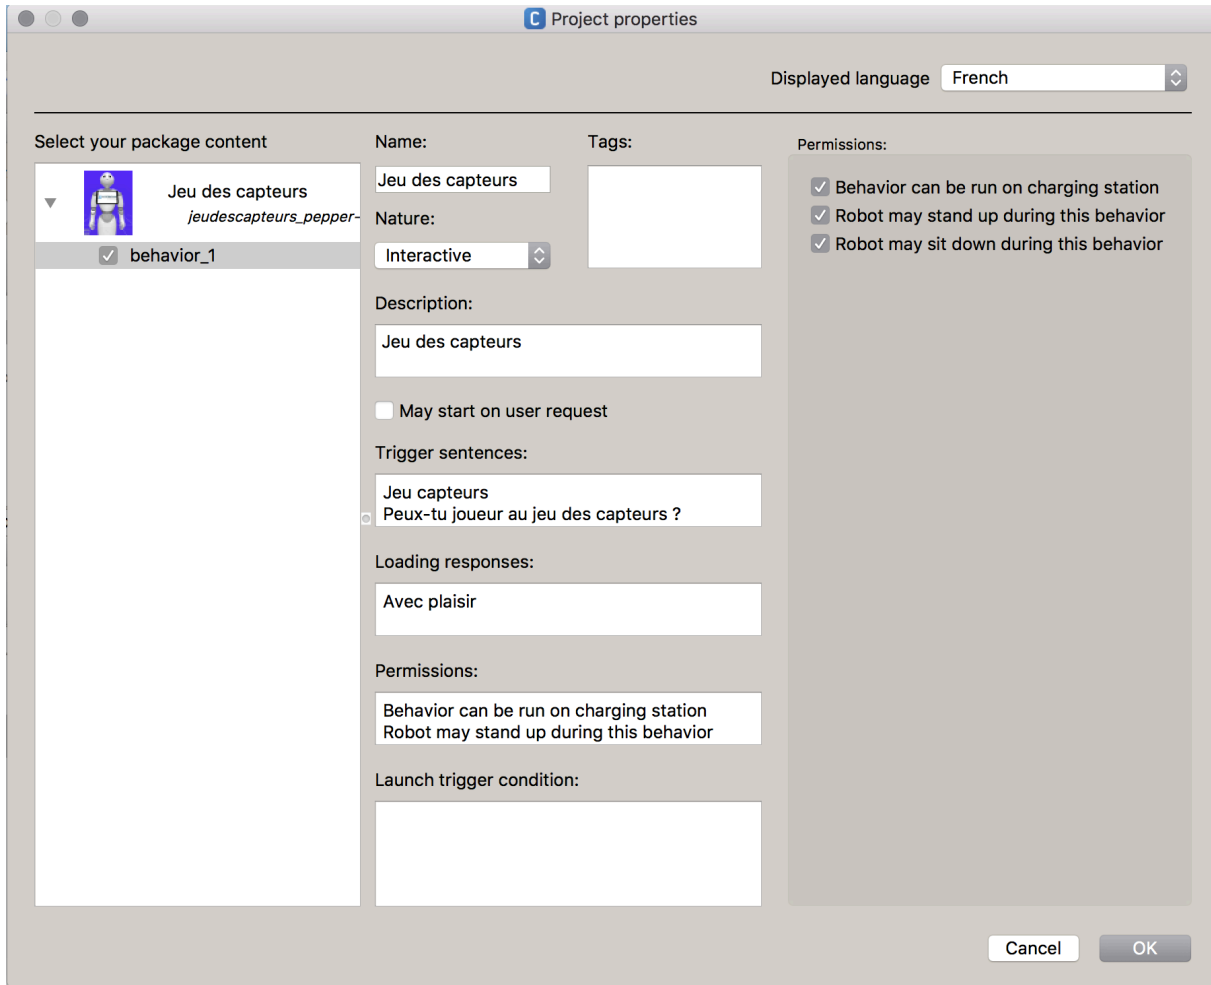 C Project properties
Displayed language French
Select your package content
Jeu des capteurs
jeudescapteurs_pepper-
behavior_1
Name:
Jeu des capteurs
Nature:
Interactive
Tags:
Description:
Jeu des capteurs
May start on user request
Trigger sentences:
Jeu capteurs
Peux-tu joueur au jeu des capteurs ?
Loading responses:
Avec plaisir
Permissions:
Behavior can be run on charging station
Robot may stand up during this behavior
Launch trigger condition:
Permissions:
Behavior can be run on charging station
Robot may stand up during this behavior
Robot may sit down during this behavior
Cancel OK